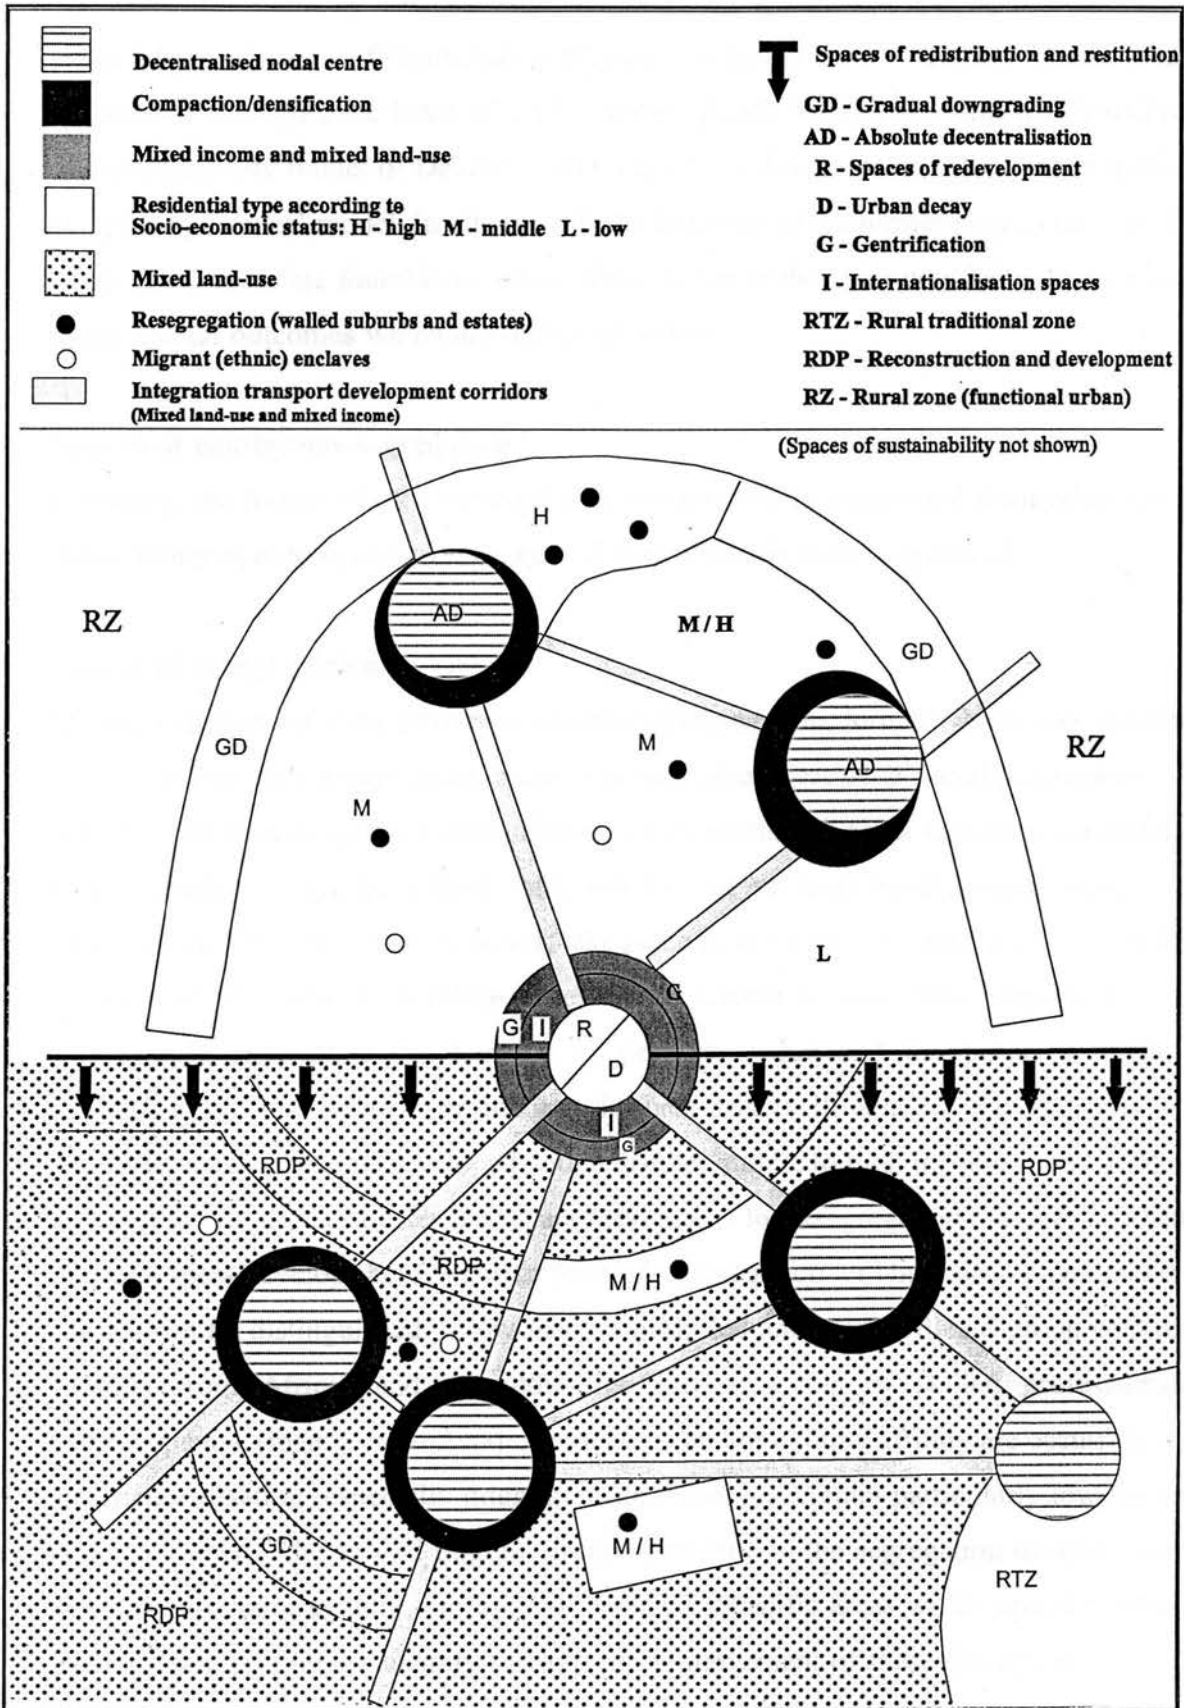 Decentralised nodal centre
Compaction/densification
Mixed income and mixed land-use
Residential type according to
Socio-economic status: H - high M - middle L - low
Mixed land-use
Resegregation (walled suburbs and estates)
Migrant (ethnic) enclaves
Integration transport development corridors
(Mixed land-use and mixed income)
Spaces of redistribution and restitution
GD - Gradual downgrading
AD - Absolute decentralisation
R - Spaces of redevelopment
D - Urban decay
G - Gentrification
I - Internationalisation spaces
RTZ - Rural traditional zone
RDP - Reconstruction and development
RZ - Rural zone (functional urban)
(Spaces of sustainability not shown)
H
AD
RZ
M / H
GD
GD
M
AD
RZ
M
L
G
G
I
R
D
I
G
RDP
RDP
RDP
M / H
GD
M / H
RDP
RTZ